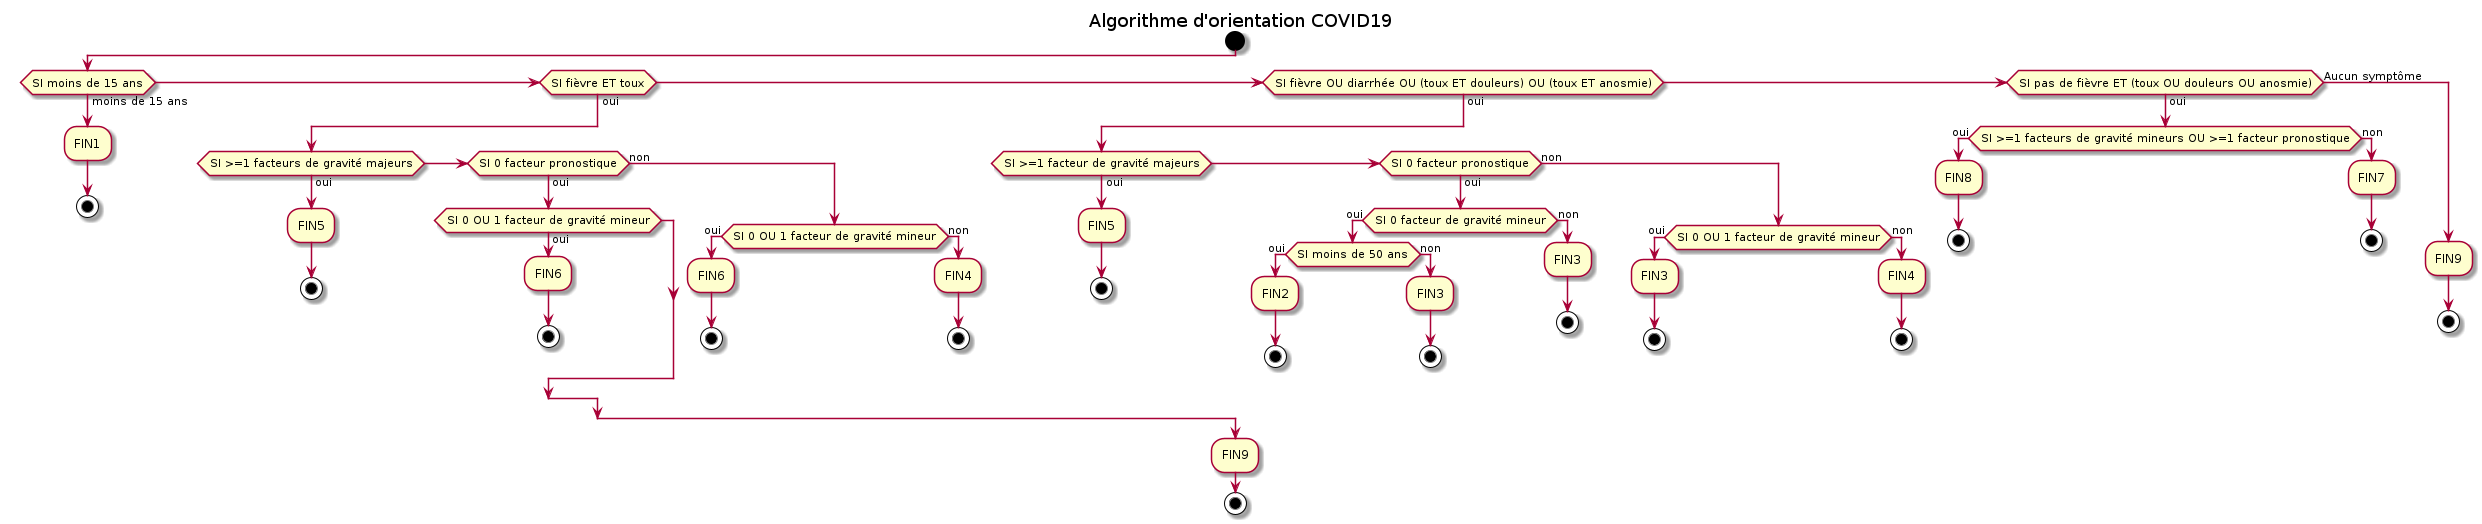 Algorithme d'orientation COVID19
SI moins de 15 ans
moins de 15 ans
FIN1
SI fièvre ET toux
oui
SI >=1 facteurs de gravité majeurs
oui
FIN5
SI 0 facteur pronostique
oui
non
SI 0 OU 1 facteur de gravité mineur
oui
FIN6
SI 0 OU 1 facteur de gravité mineur
oui
non
FIN6
FIN4
SI fièvre OU diarrhée OU (toux ET douleurs) OU (toux ET anosmie)
oui
SI >=1 facteur de gravité majeurs
oui
FIN5
SI 0 facteur pronostique
oui
non
SI 0 facteur de gravité mineur
oui
non
SI moins de 50 ans
oui
non
FIN2
FIN3
FIN3
SI 0 OU 1 facteur de gravité mineur
oui
non
FIN3
FIN4
SI pas de fièvre ET (toux OU douleurs OU anosmie)
oui
Aucun symptôme
SI >=1 facteurs de gravité mineurs OU >=1 facteur pronostique
oui
non
FIN8
FIN7
FIN9
FIN9